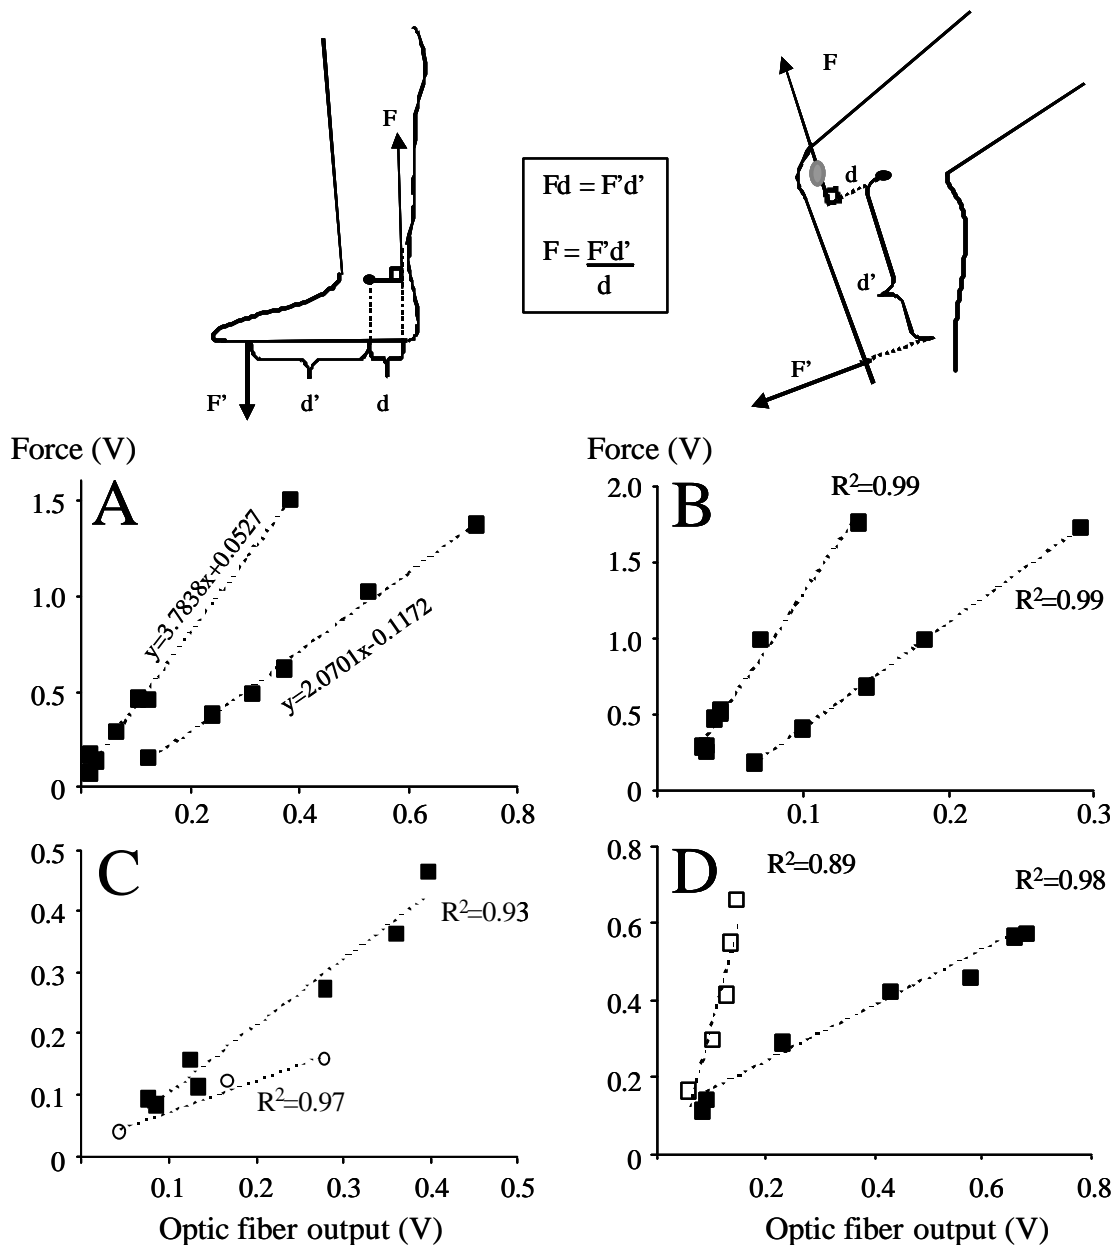 F
F'
d'
d
Fd = F'd'
F = F'd'
d
F
d
d'
F'
Force (V)
A
1.5
1.0
0.5
0
0.2
0.4
0.6
0.8
y=3.7838x+0.0527
y=2.0701x-0.1172
Force (V)
B
2.0
1.5
1.0
0.5
0
0.1
0.2
0.3
R²=0.99
R²=0.99
C
0.5
0.4
0.3
0.2
0.1
0
0.1
0.2
0.3
0.4
0.5
R²=0.93
R²=0.97
Optic fiber output (V)
D
0.8
0.6
0.4
0.2
0
0.2
0.4
0.6
0.8
R²=0.89
R²=0.98
Optic fiber output (V)